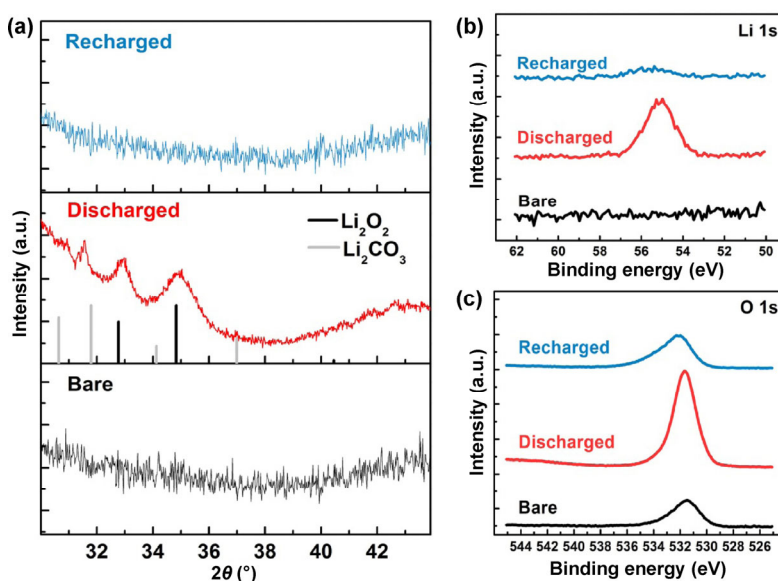 (a)
Recharged
Discharged
Li₂O₂
Li₂CO₃
Bare
Intensity (a.u.)
Intensity (a.u.)
32 34 36 38 40 42
2θ (°)
(b)
Li 1s
Recharged
Discharged
Bare
Intensity (a.u.)
62 60 58 56 54 52 50
Binding energy (eV)
(c)
O 1s
Recharged
Discharged
Bare
Intensity (a.u.)
544 542 540 538 536 534 532 530 528 526
Binding energy (eV)